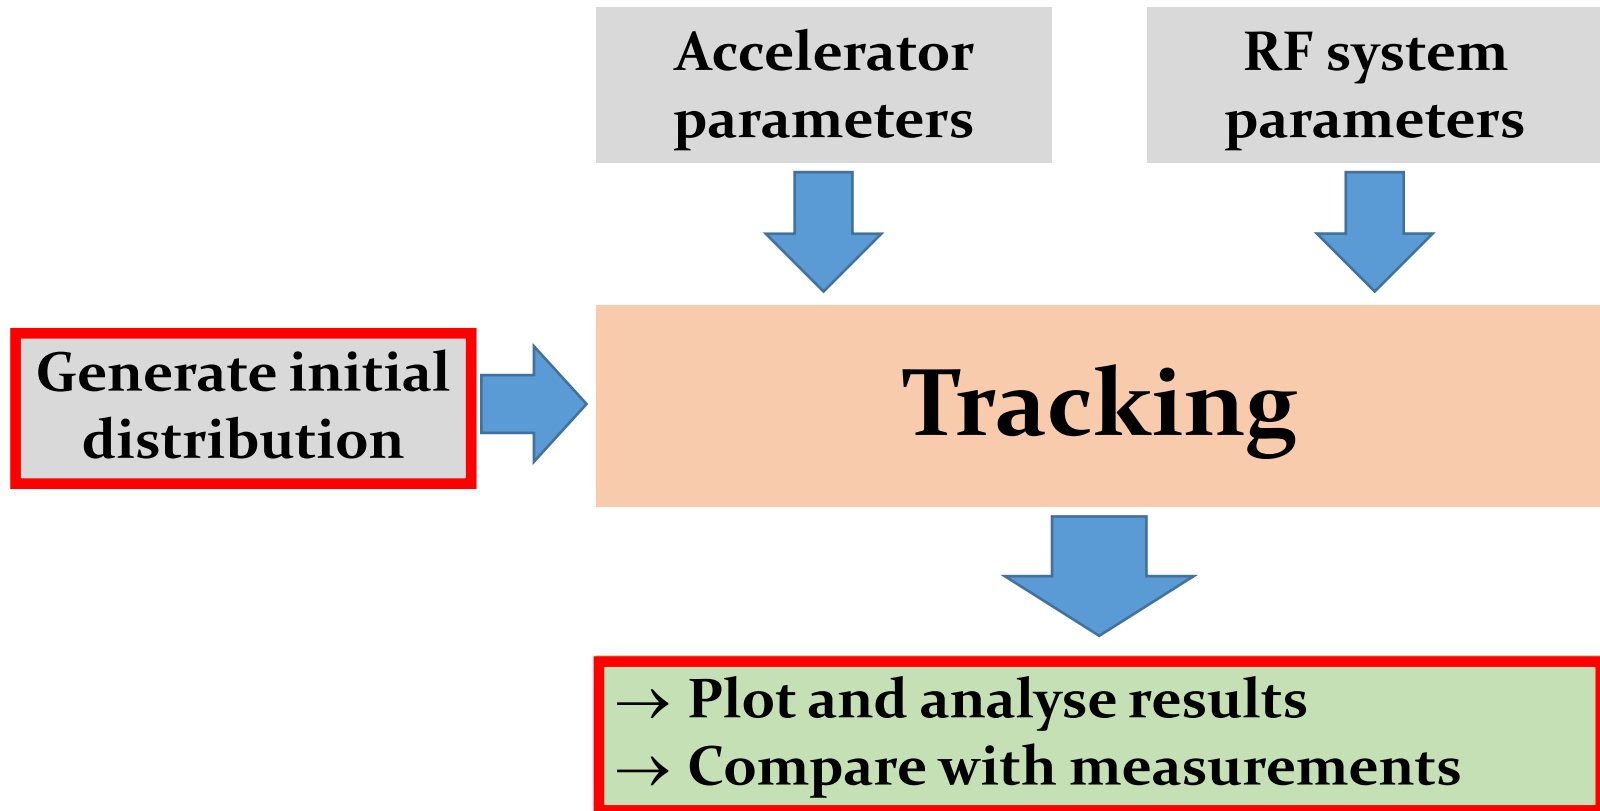 Accelerator
parameters
RF system
parameters
Generate initial
distribution
Tracking
→ Plot and analyse results
→ Compare with measurements